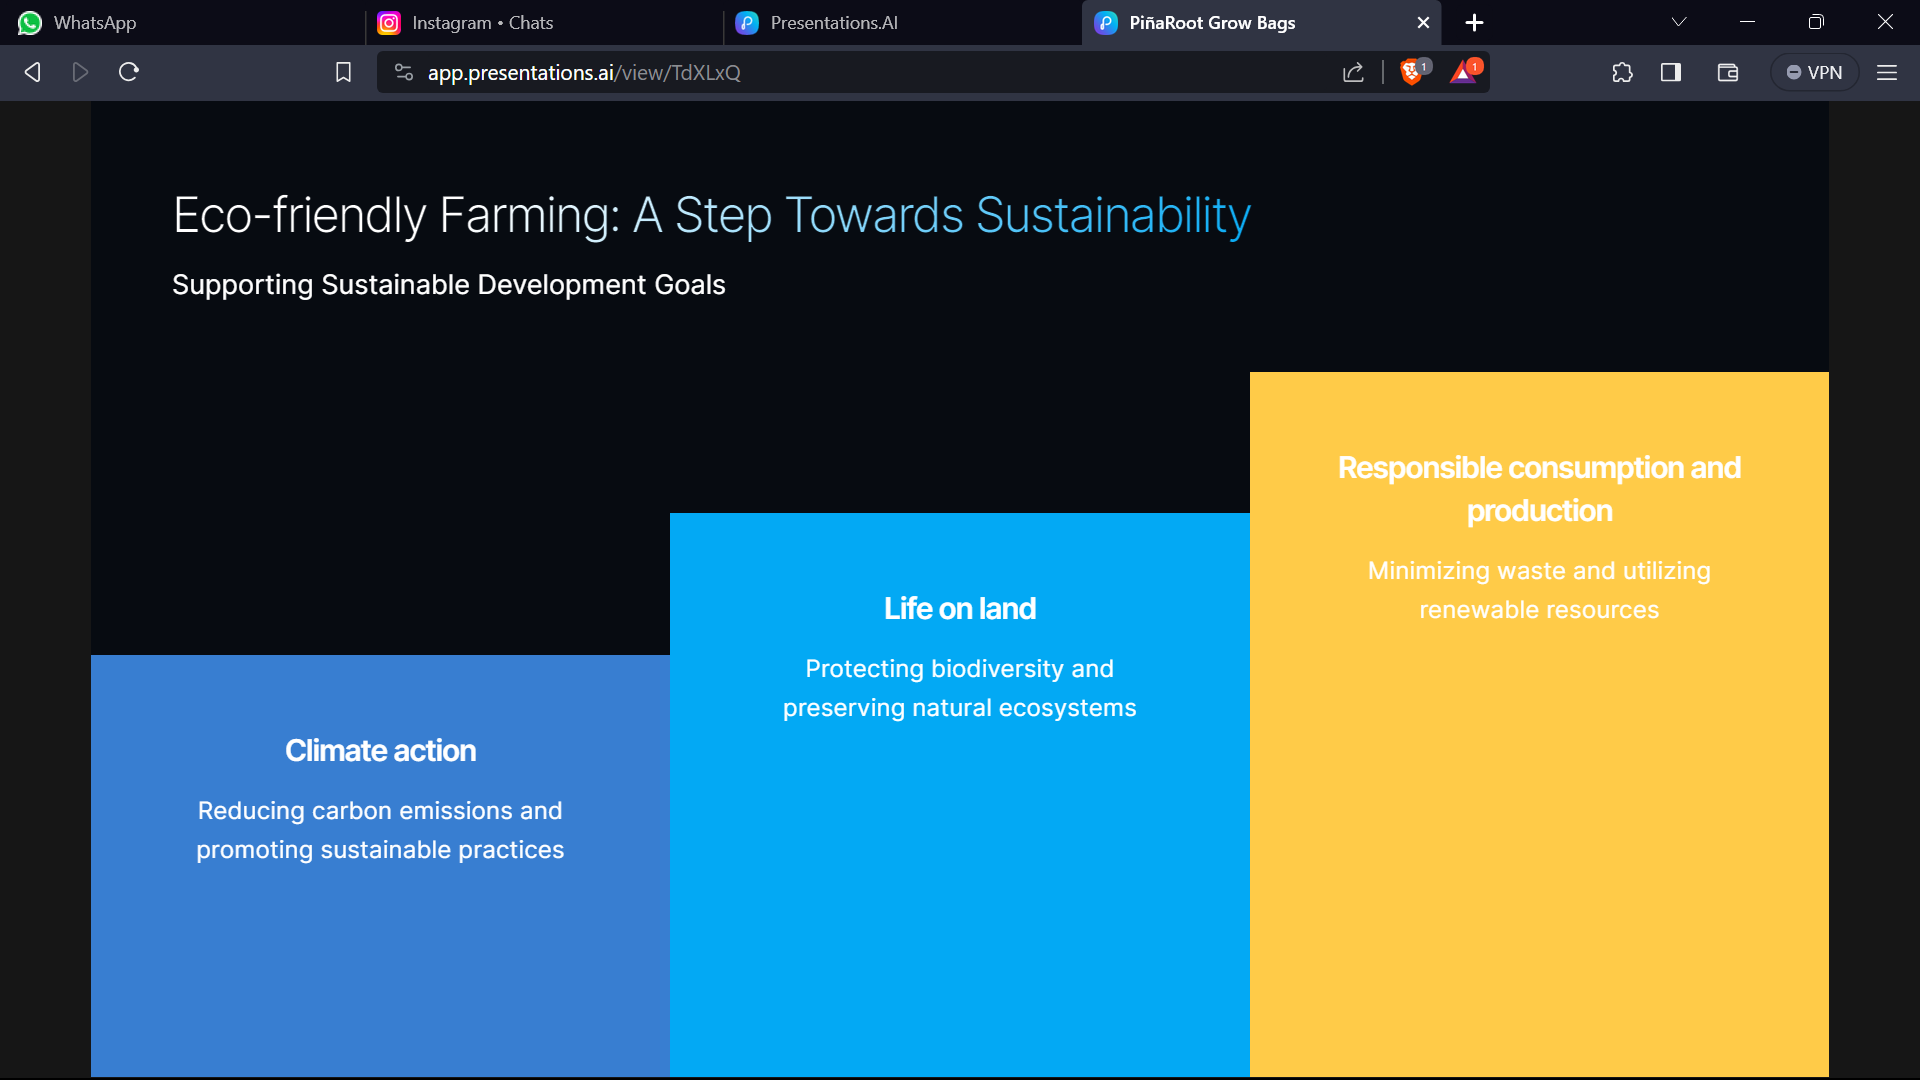 WhatsApp
Instagram • Chats
Presentations.AI
PiñaRoot Grow Bags
app.presentations.ai/view/TdXLxQ
1
1
VPN
Eco-friendly Farming: A Step Towards Sustainability
Supporting Sustainable Development Goals
Climate action
Reducing carbon emissions and
promoting sustainable practices
Life on land
Protecting biodiversity and
preserving natural ecosystems
Responsible consumption and
production
Minimizing waste and utilizing
renewable resources